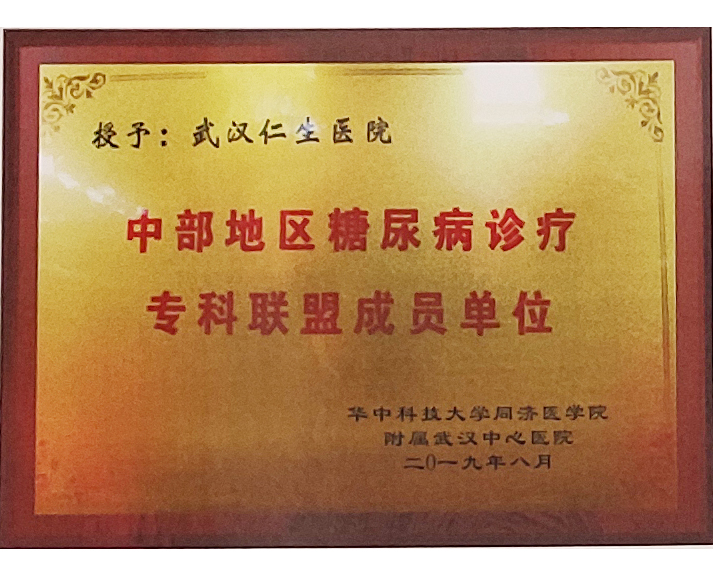 授予：武汉仁生医院
中部地区糖尿病诊疗
专科联盟成员单位
华中科技大学同济医学院
附属武汉中心医院
二0一九年八月